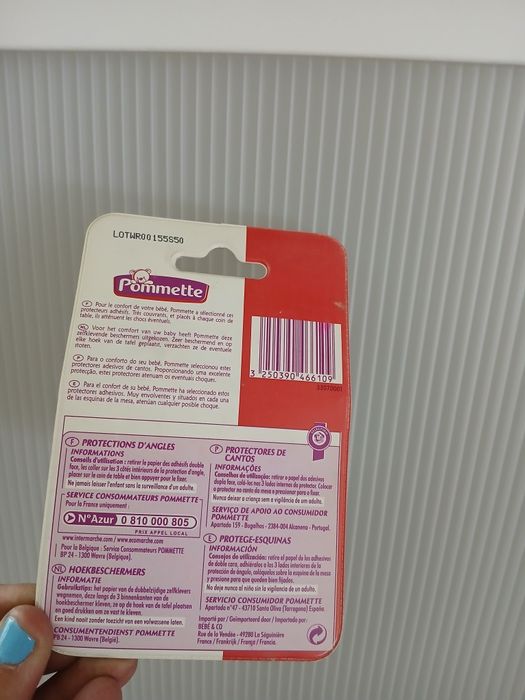 LOTWR00155850
Pommette
F Pour le confort de votre bébé, Pommette a sélectionné ces
protecteurs adhésifs. Très couvrants, et placés à chaque coin de
table, ils atténuent les chocs éventuels.
NL Voor het comfort van uw baby heeft Pommette deze
zelfklevende beschermers uitgekozen. Zeer beschermend en op
elke hoek van de tafel geplaatst, verzachten ze de eventuele
stoten.
P Para o conforto do seu bébé, Pommette seleccionou estes
protectores adesivos de cantos. Proporcionando uma excelente
protecção, estes protectores atenuam os eventuais choques.
E Para el confort de su bebé, Pommette ha seleccionado estos
protectores adhesivos. Muy envolventes y situados en cada una
de las esquinas de la mesa, atenúan cualquier posible choque.
3 250390 466109
33070001
F PROTECTIONS D'ANGLES
INFORMATIONS
Conseils d'utilisation : retirer le papier des adhésifs double
face, les coller sur les 3 côtés intérieurs de la protection d'angle,
placer sur le coin de table et bien appuyer pour le fixer.
Ne jamais laisser l'enfant sans la surveillance d'un adulte.
SERVICE CONSOMMATEURS POMMETTE
Pour la France uniquement :
N°Azur 0 810 000 805
PRIX APPEL LOCAL
www.intermarche.com / www.ecomarche.com
Pour la Belgique : Service Consommateurs POMMETTE
BP 24 - 1300 Wavre (Belgique).
NL HOEKBESCHERMERS
INFORMATIE
Gebruikstips: het papier van de dubbelzijdige zelfklevers
wegnemen, deze langs de 3 binnenkanten van de
hoekbeschermer kleven, ze op de hoek van de tafel plaatsen
en goed drukken om ze vast te kleven.
Een kind nooit zonder toezicht van een volwassene laten.
CONSUMENTENDIENST POMMETTE
PB 24 - 1300 Wavre (België).
P PROTECTORES DE
CANTOS
INFORMAÇÕES
Conselhos de utilização: retirar o papel dos adesivos
dupla face, colá-los nos 3 lados internos do protector. Colocar
o protector no canto da mesa e pressionar para o fixar.
Nunca deixar a criança sem a vigilância de um adulto.
SERVIÇO DE APOIO AO CONSUMIDOR
POMMETTE
Apartado 159 - Bugalhos - 2384-004 Alcanena - Portugal.
E PROTEGE-ESQUINAS
INFORMACIÓN
Consejos de utilización: retire el papel de los adhesivos
de doble cara, adhiéralos a los 3 lados interiores de la
protección de ángulo, colóquelos sobre la esquina de la mesa
y presione para que queden bien fijados.
No deje nunca al niño sin la vigilancia de un adulto.
SERVICIO CONSUMIDOR POMMETTE
Apartado n°47 - 43710 Santa Oliva (Tarragona) España.
Importé par / Geïmporteerd door / Importado por:
BÉBÉ & CO
Rue de la Vendée - 49280 La Séguinière
France / Frankrijk / França / Francia.